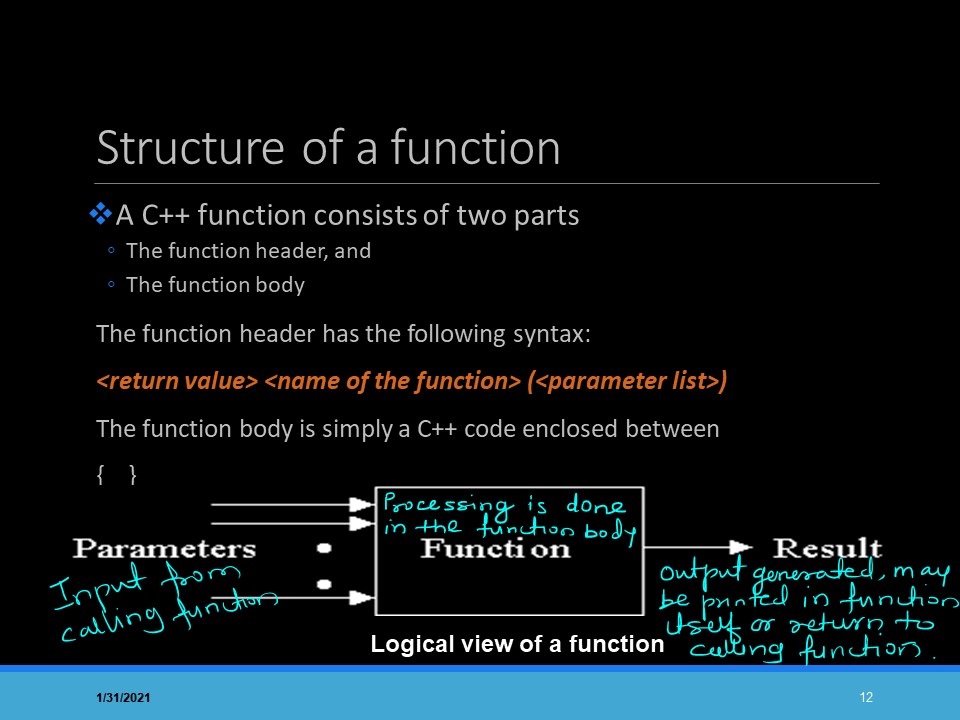 Structure of a function
❖A C++ function consists of two parts
◦ The function header, and
◦ The function body
The function header has the following syntax:
<return value> <name of the function> (<parameter list>)
The function body is simply a C++ code enclosed between
{ }
Processing is done
in the function body
Parameters
Function
Result
Input from
calling function
output generated, may
be printed in function
itself or return to
calling function.
Logical view of a function
1/31/2021
12